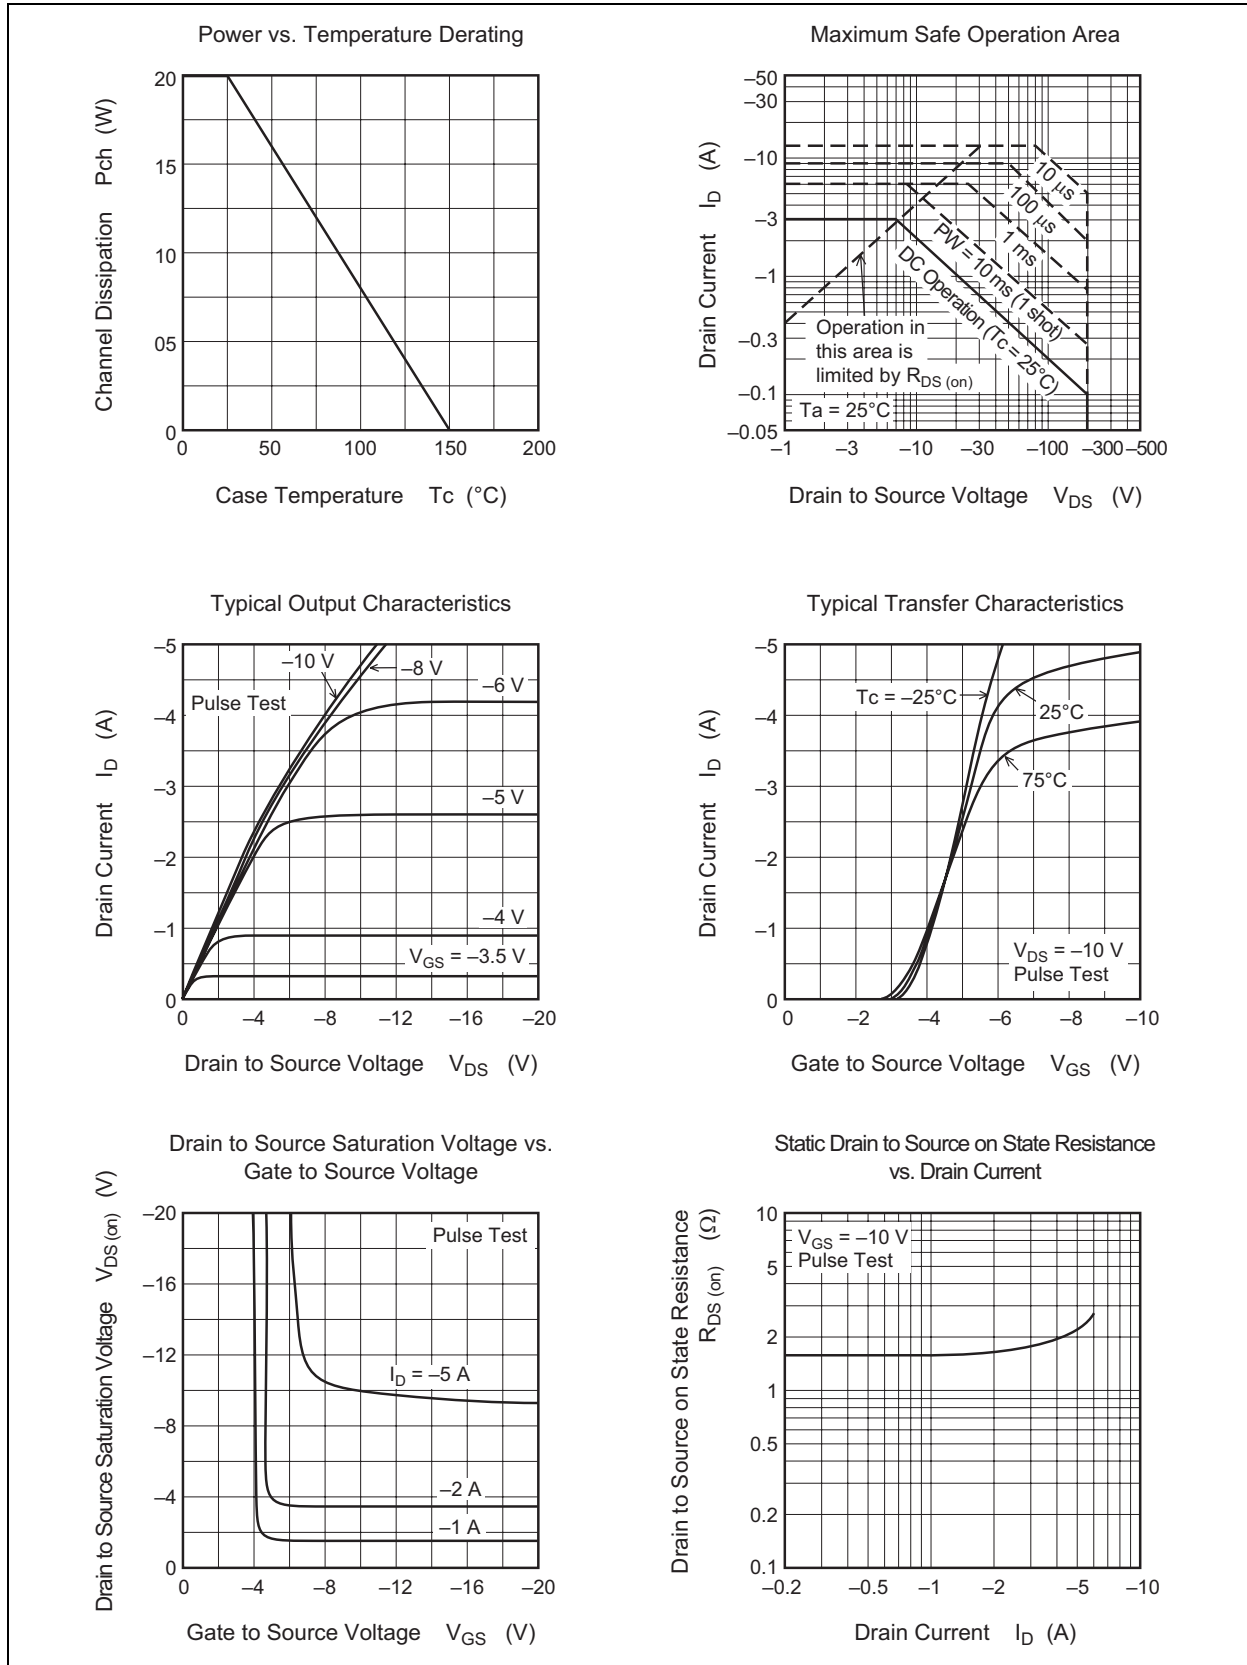 Power vs. Temperature Derating
Channel Dissipation Pch (W)
20
15
10
05
0
0 50 100 150 200
Case Temperature Tc (°C)
Maximum Safe Operation Area
Drain Current I_D (A)
–50
–30
–10
–3
–1
–0.3
–0.1
–0.05
10 μs
100 μs
1 ms
PW = 10 ms (1 shot)
DC Operation (Tc = 25°C)
Operation in
this area is
limited by R_DS (on)
Ta = 25°C
–1 –3 –10 –30 –100 –300 –500
Drain to Source Voltage V_DS (V)
Typical Output Characteristics
Drain Current I_D (A)
–5
–4
–3
–2
–1
0
–10 V
–8 V
Pulse Test
–6 V
–5 V
–4 V
V_GS = –3.5 V
0 –4 –8 –12 –16 –20
Drain to Source Voltage V_DS (V)
Typical Transfer Characteristics
Drain Current I_D (A)
–5
–4
–3
–2
–1
0
Tc = –25°C
25°C
75°C
V_DS = –10 V
Pulse Test
0 –2 –4 –6 –8 –10
Gate to Source Voltage V_GS (V)
Drain to Source Saturation Voltage vs.
Gate to Source Voltage
Drain to Source Saturation Voltage V_DS (on) (V)
–20
–16
–12
–8
–4
0
Pulse Test
I_D = –5 A
–2 A
–1 A
0 –4 –8 –12 –16 –20
Gate to Source Voltage V_GS (V)
Static Drain to Source on State Resistance
vs. Drain Current
Drain to Source on State Resistance
R_DS (on) (Ω)
10
5
2
1
0.5
0.2
0.1
V_GS = –10 V
Pulse Test
–0.2 –0.5 –1 –2 –5 –10
Drain Current I_D (A)